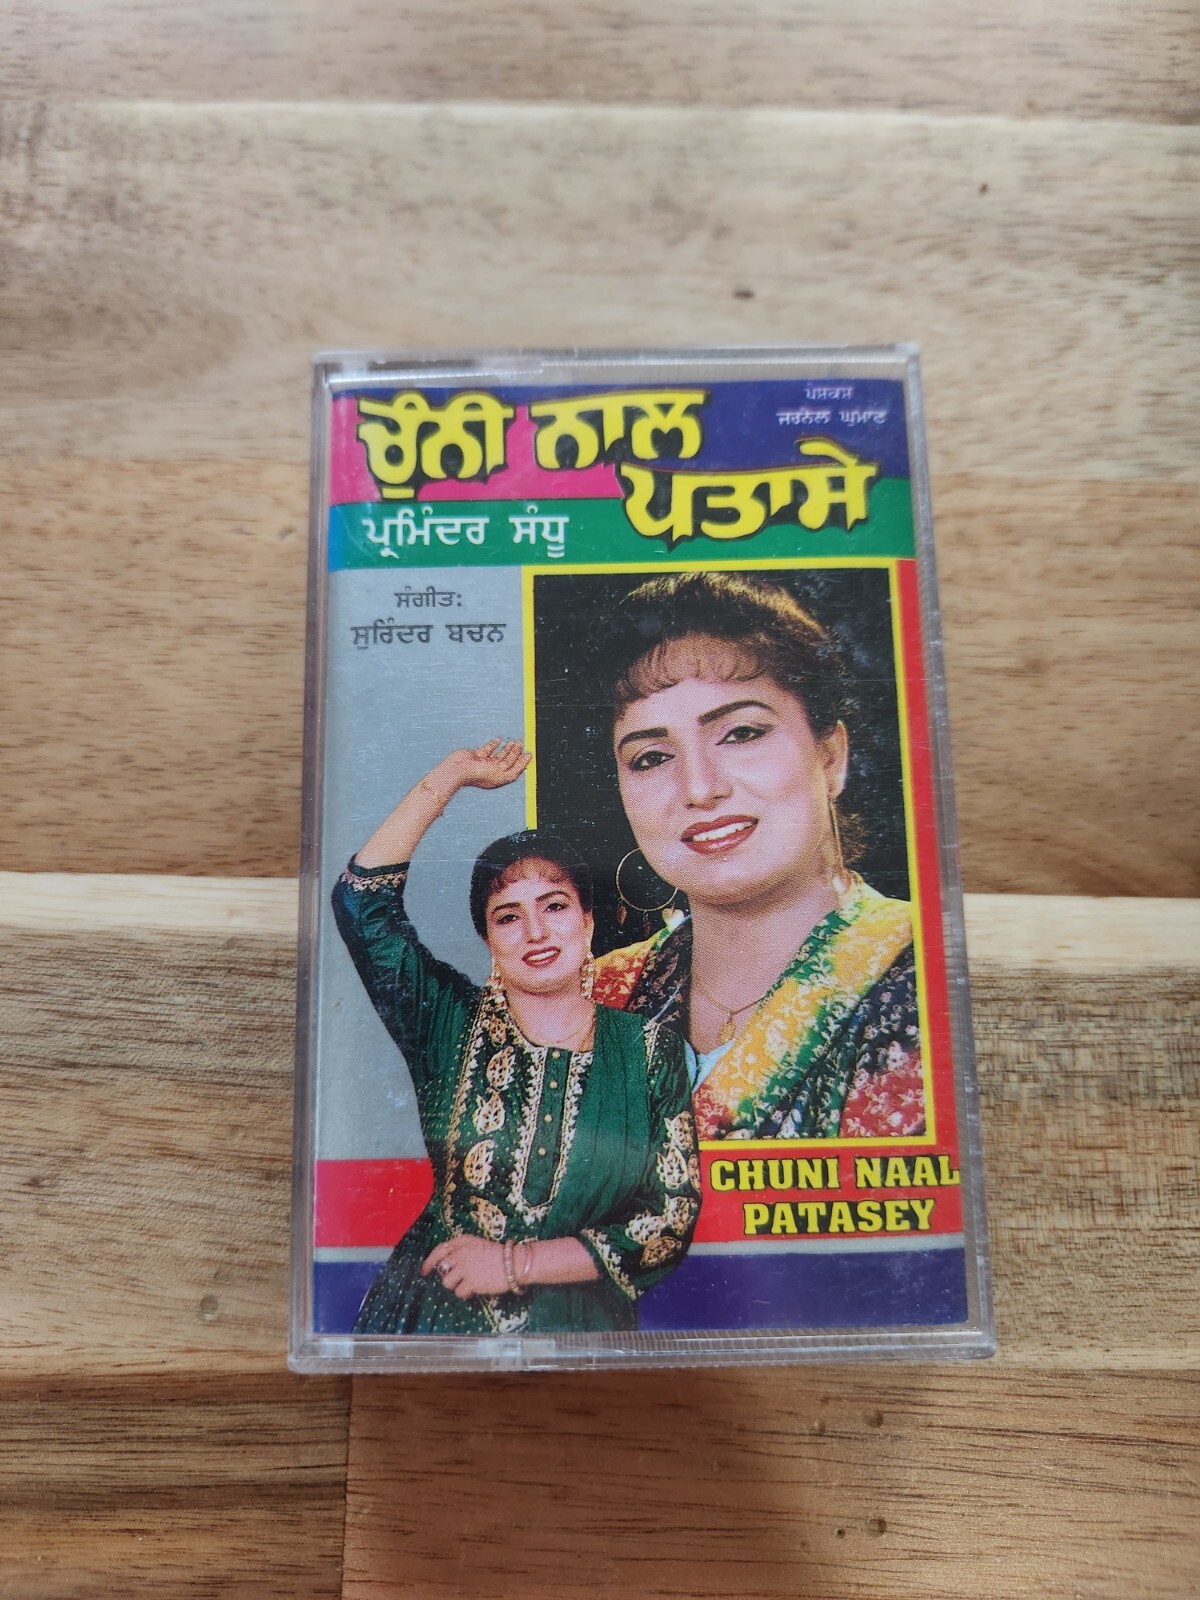 ਚੁੰਨੀ ਨਾਲ
ਪਤਾਸੇ
ਪੇਸ਼ਕਸ਼
ਜਰਨੈਲ ਘੁਮਾਣ
ਪ੍ਰਮਿੰਦਰ ਸੰਧੂ
ਸੰਗੀਤ:
ਸੁਰਿੰਦਰ ਬਚਨ
CHUNI NAAL
PATASEY